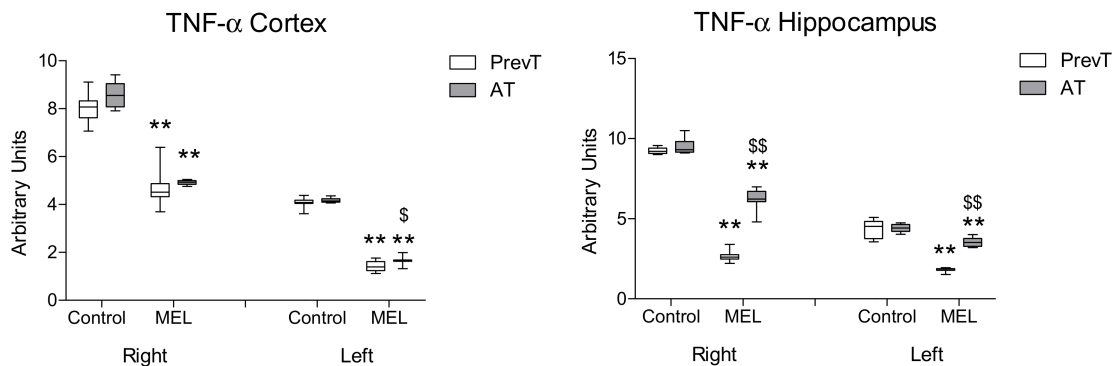 TNF-α Cortex
PrevT
AT
Arbitrary Units
10
8
6
4
2
0
**
**
**
$
**
Control MEL Control MEL
Right Left
TNF-α Hippocampus
PrevT
AT
Arbitrary Units
15
10
5
0
**
$$
**
**
$$
**
Control MEL Control MEL
Right Left